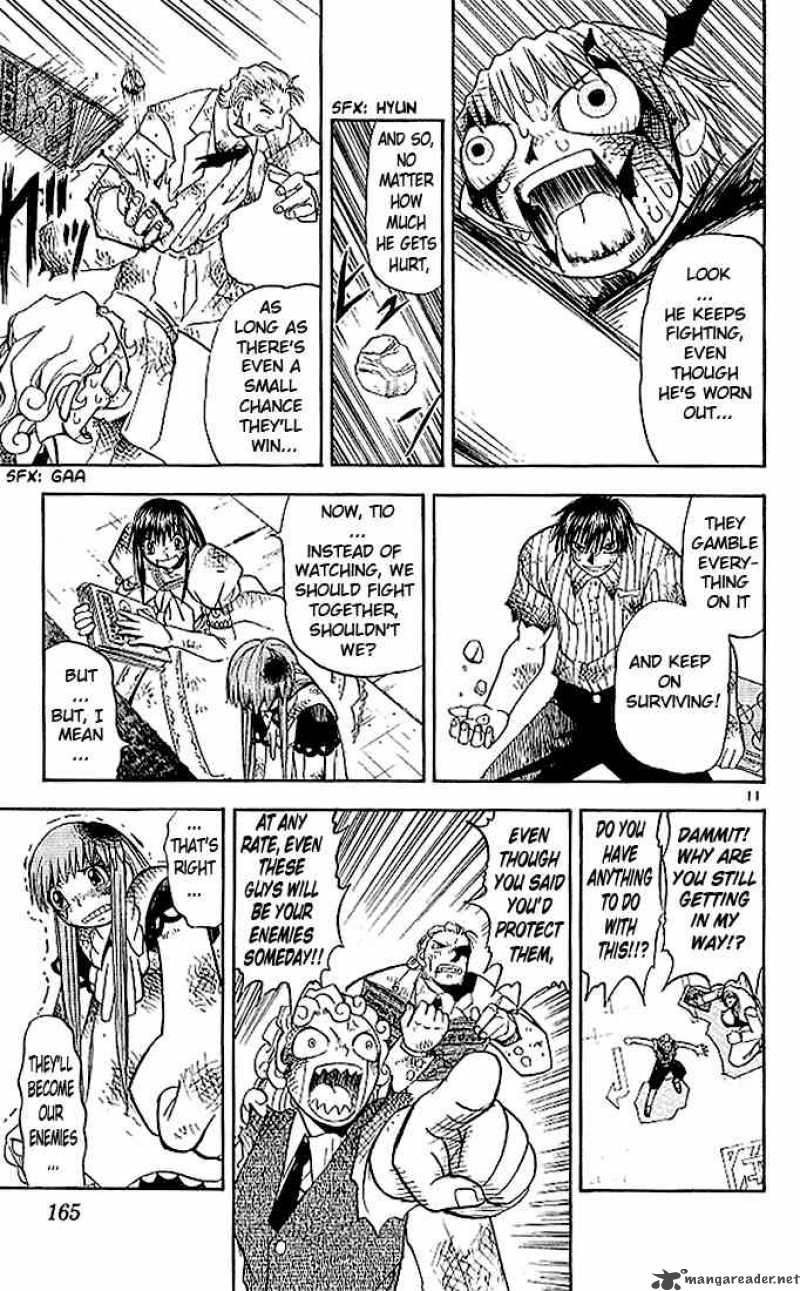 LOOK
...
HE KEEPS
FIGHTING,
EVEN
THOUGH
HE'S WORN
OUT...
SFX: HYUN
AND SO,
NO
MATTER
HOW
MUCH
HE GETS
HURT,
AS
LONG AS
THERE'S
EVEN A
SMALL
CHANCE
THEY'LL
WIN...
SFX: GAA
THEY
GAMBLE
EVERY-
THING
ON IT
AND KEEP
ON
SURVIVING!
NOW, TIO
...
INSTEAD OF
WATCHING, WE
SHOULD FIGHT
TOGETHER,
SHOULDN'T
WE?
BUT
...
BUT, I
MEAN
11
DAMMIT!
WHY ARE
YOU STILL
GETTING
IN MY
WAY!?
DO YOU
HAVE
ANYTHING
TO DO
WITH
THIS!!?
EVEN
THOUGH
YOU SAID
YOU'D
PROTECT
THEM,
AT ANY
RATE, EVEN
THESE
GUYS WILL
BE YOUR
ENEMIES
SOMEDAY!!
...
THAT'S
RIGHT
...
THEY'LL
BECOME
OUR
ENEMIES
...
165
mangareader.net